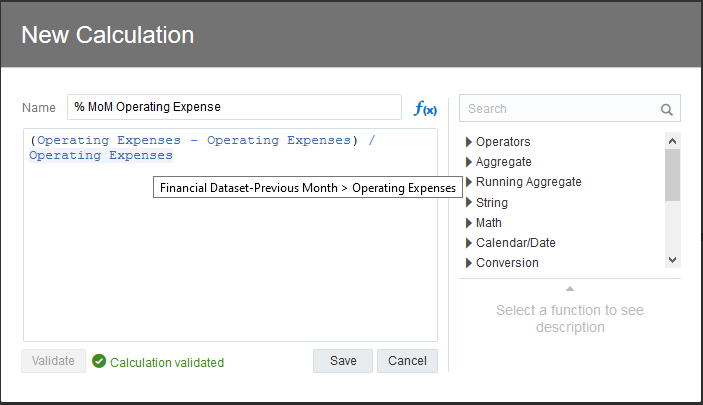 New Calculation
Name
% MoM Operating Expense
f(x)
(Operating Expenses - Operating Expenses) /
Operating Expenses
Financial Dataset-Previous Month > Operating Expenses
Validate
Calculation validated
Save
Cancel
Search
Operators
Aggregate
Running Aggregate
String
Math
Calendar/Date
Conversion
Select a function to see
description